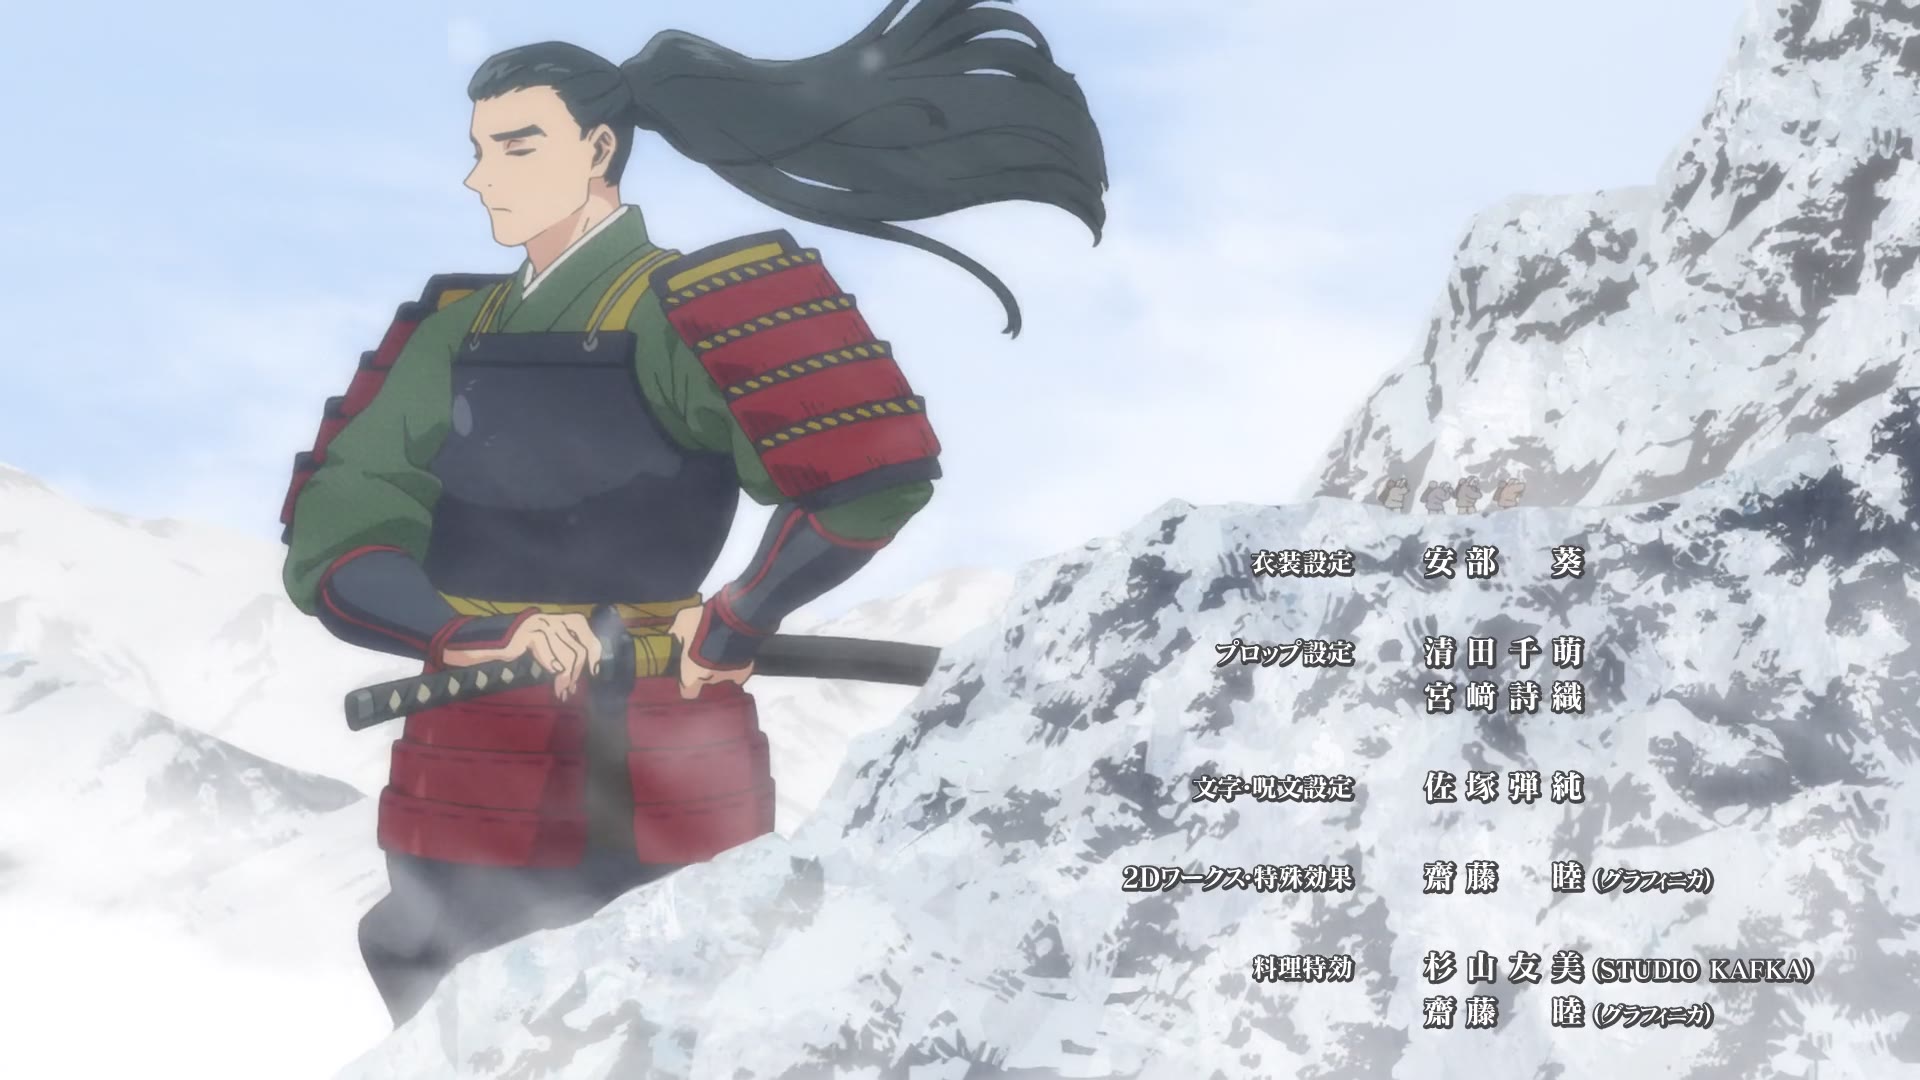 衣装設定 安部 葵
プロップ設定 清田千萌
宮﨑詩織
文字・呪文設定 佐塚弾純
2Dワークス・特殊効果 齋藤 睦(グラフィニカ)
料理特効 杉山友美(STUDIO KAFKA)
齋藤 睦(グラフィニカ)